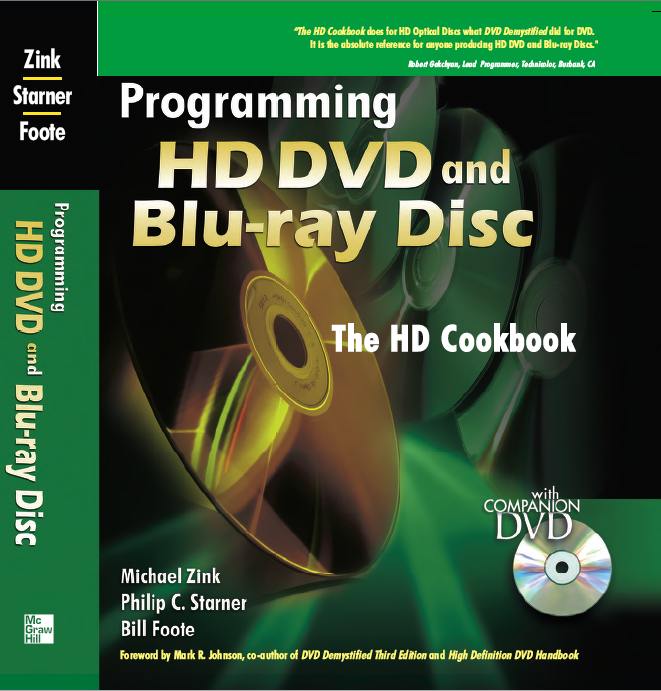 Zink
Starner
Foote
Programming
HD DVD and
Blu-ray Disc
Mc
Graw
Hill
"The HD Cookbook does for HD Optical Discs what DVD Demystified did for DVD.
It is the absolute reference for anyone producing HD DVD and Blu-ray Discs."
Robert Gekchyan, Lead Programmer, Technicolor, Burbank, CA
Programming
HD DVD and
Blu-ray Disc
The HD Cookbook
with
COMPANION
DVD
Michael Zink
Philip C. Starner
Bill Foote
Foreword by Mark R. Johnson, co-author of DVD Demystified Third Edition and High Definition DVD Handbook